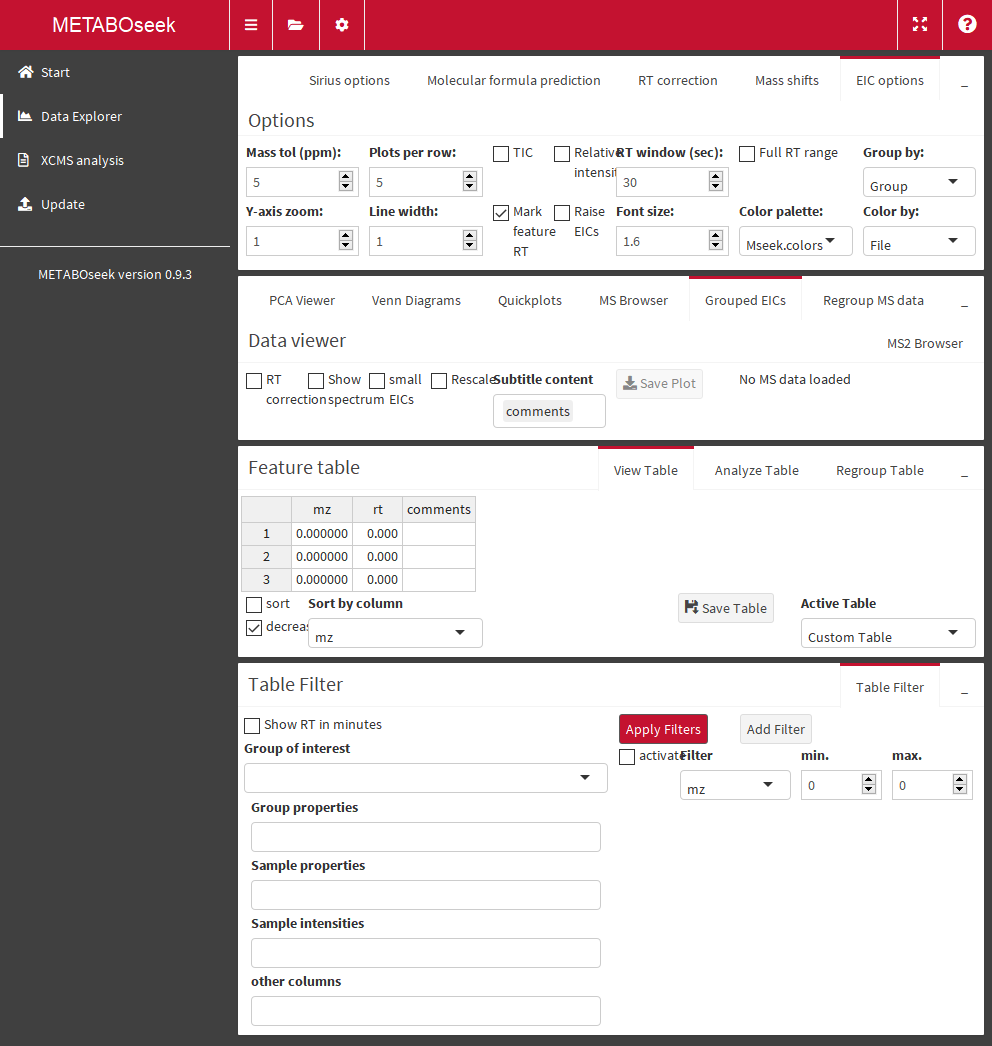 METABOseek
Start
Data Explorer
XCMS analysis
Update
METABOseek version 0.9.3
Sirius options Molecular formula prediction RT correction Mass shifts EIC options _
Options
Mass tol (ppm): Plots per row: TIC Relative RT window (sec): Full RT range Group by:
intensit
5 5 30 Group
Y-axis zoom: Line width: Mark Raise Font size: Color palette: Color by:
feature EICs
RT
1 1 1.6 Mseek.colors File
PCA Viewer Venn Diagrams Quickplots MS Browser Grouped EICs Regroup MS data _
Data viewer MS2 Browser
RT Show small Rescale Subtitle content Save Plot No MS data loaded
correction spectrum EICs
comments
Feature table View Table Analyze Table Regroup Table _
mz rt comments
1 0.000000 0.000
2 0.000000 0.000
3 0.000000 0.000
sort Sort by column Save Table Active Table
decreas mz Custom Table
Table Filter Table Filter _
Show RT in minutes Apply Filters Add Filter
Group of interest activate Filter min. max.
mz 0 0
Group properties
Sample properties
Sample intensities
other columns